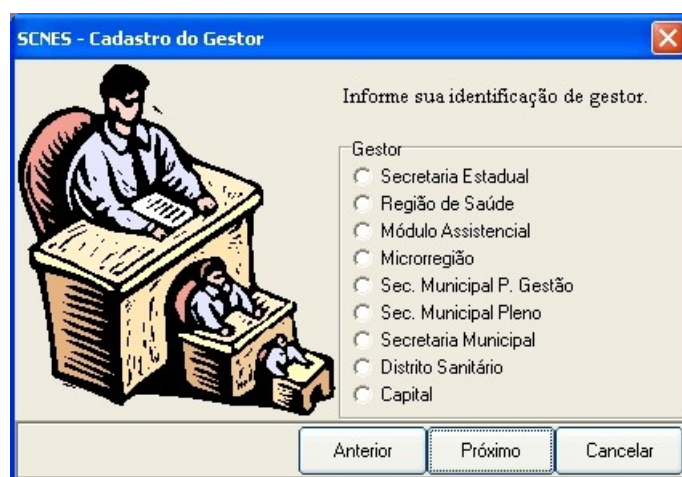 SCNES - Cadastro do Gestor
Informe sua identificação de gestor.
Gestor
Secretaria Estadual
Região de Saúde
Módulo Assistencial
Microrregião
Sec. Municipal P. Gestão
Sec. Municipal Pleno
Secretaria Municipal
Distrito Sanitário
Capital
Anterior Próximo Cancelar